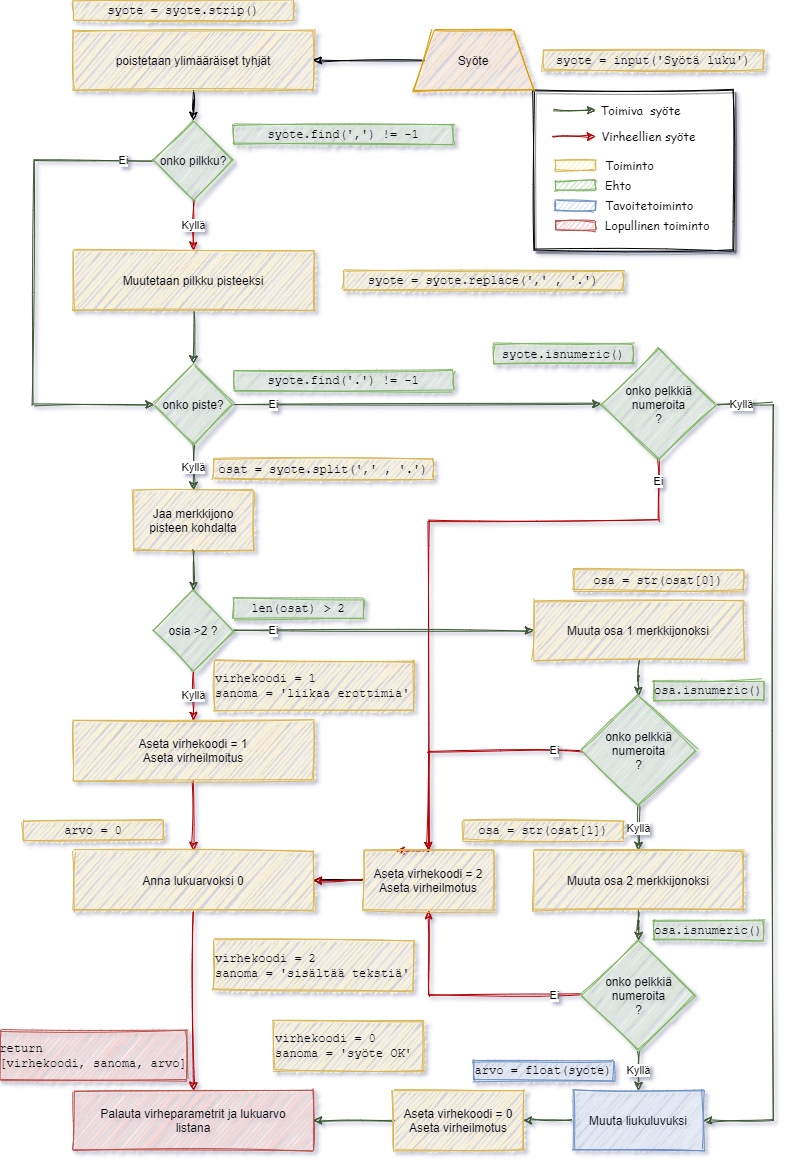 syote = syote.strip()
poistetaan ylimääräiset tyhjät
Syöte
syote = input('Syötä luku')
Toimiva syöte
Virheellien syöte
Toiminto
Ehto
Tavoitetoiminto
Lopullinen toiminto
onko pilkku?
syote.find(',') != -1
Ei
Kyllä
Muutetaan pilkku pisteeksi
syote = syote.replace(',' , '.')
onko piste?
syote.find('.') != -1
Ei
syote.isnumeric()
onko pelkkiä
numeroita
?
Kyllä
Ei
Kyllä
osat = syote.split(',' , '.')
Jaa merkkijono
pisteen kohdalta
osia >2 ?
len(osat) > 2
Ei
osa = str(osat[0])
Muuta osa 1 merkkijonoksi
Kyllä
virhekoodi = 1
sanoma = 'liikaa erottimia'
osa.isnumeric()
onko pelkkiä
numeroita
?
Ei
Kyllä
Aseta virhekoodi = 1
Aseta virheilmoitus
arvo = 0
osa = str(osat[1])
Anna lukuarvoksi 0
Aseta virhekoodi = 2
Aseta virheilmotus
Muuta osa 2 merkkijonoksi
osa.isnumeric()
virhekoodi = 2
sanoma = 'sisältää tekstiä'
onko pelkkiä
numeroita
?
Ei
Kyllä
virhekoodi = 0
sanoma = 'syöte OK'
return
[virhekoodi, sanoma, arvo]
arvo = float(syote)
Palauta virheparametrit ja lukuarvo
listana
Aseta virhekoodi = 0
Aseta virheilmotus
Muuta liukuluvuksi